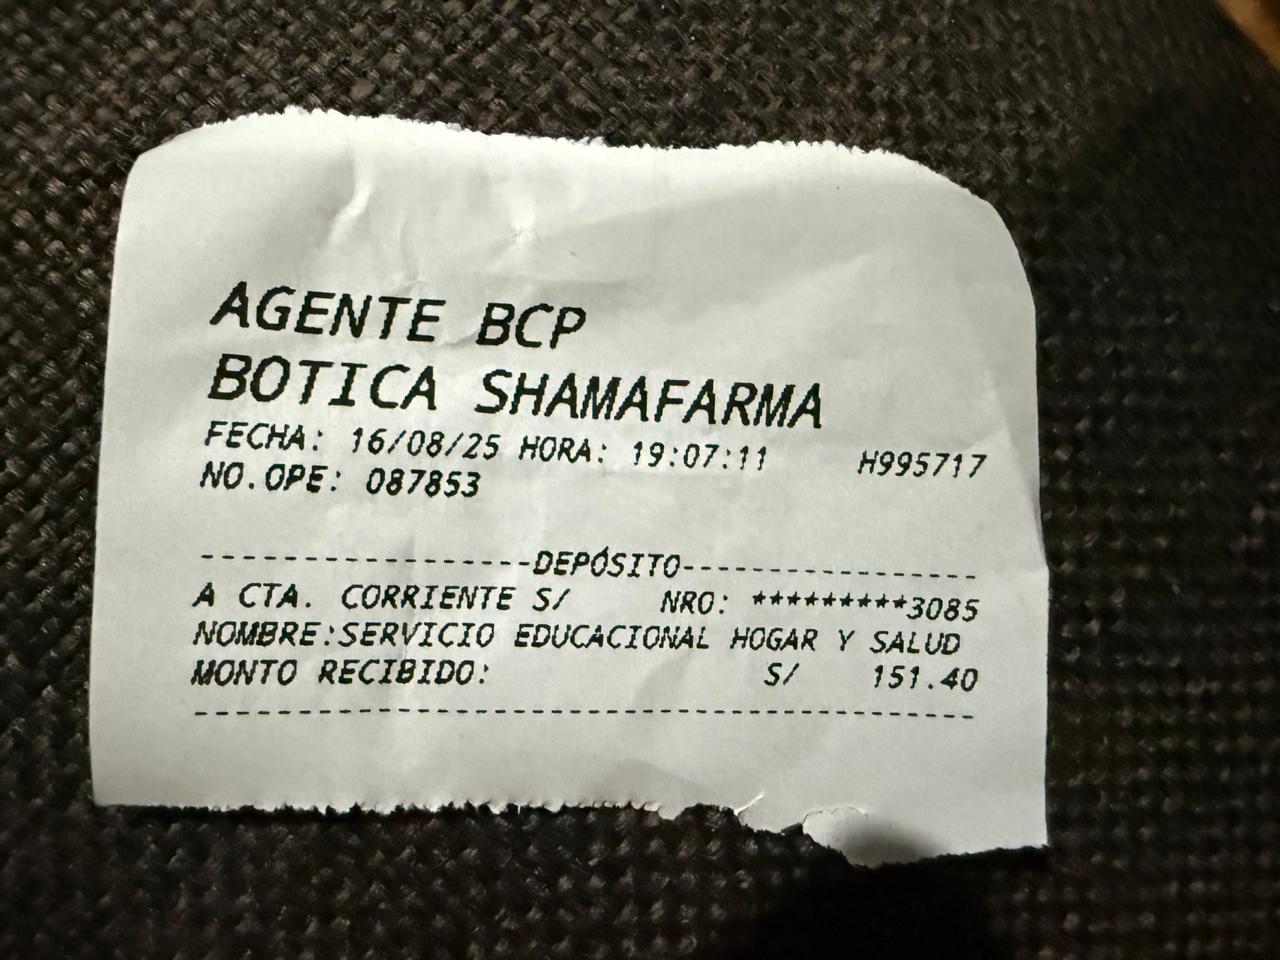 AGENTE BCP
BOTICA SHAMAFARMA
FECHA: 16/08/25 HORA: 19:07:11 H995717
NO.OPE: 087853
------------------DEPÓSITO----------------
A CTA. CORRIENTE S/ NRO: *********3085
NOMBRE:SERVICIO EDUCACIONAL HOGAR Y SALUD
MONTO RECIBIDO: S/ 151.40
------------------------------------------